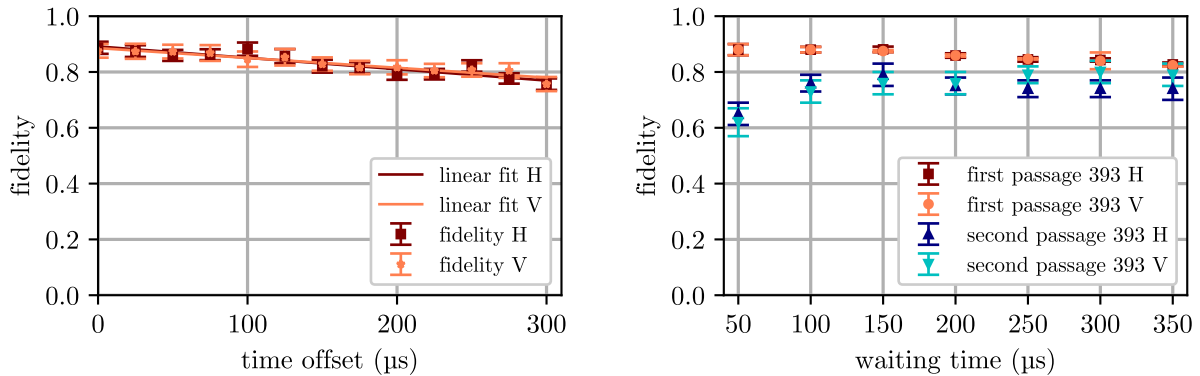 1.0
0.8
0.6
0.4
0.2
0.0
fidelity
0 100 200 300
time offset (µs)
linear fit H
linear fit V
fidelity H
fidelity V
1.0
0.8
0.6
0.4
0.2
0.0
fidelity
50 100 150 200 250 300 350
waiting time (µs)
first passage 393 H
first passage 393 V
second passage 393 H
second passage 393 V